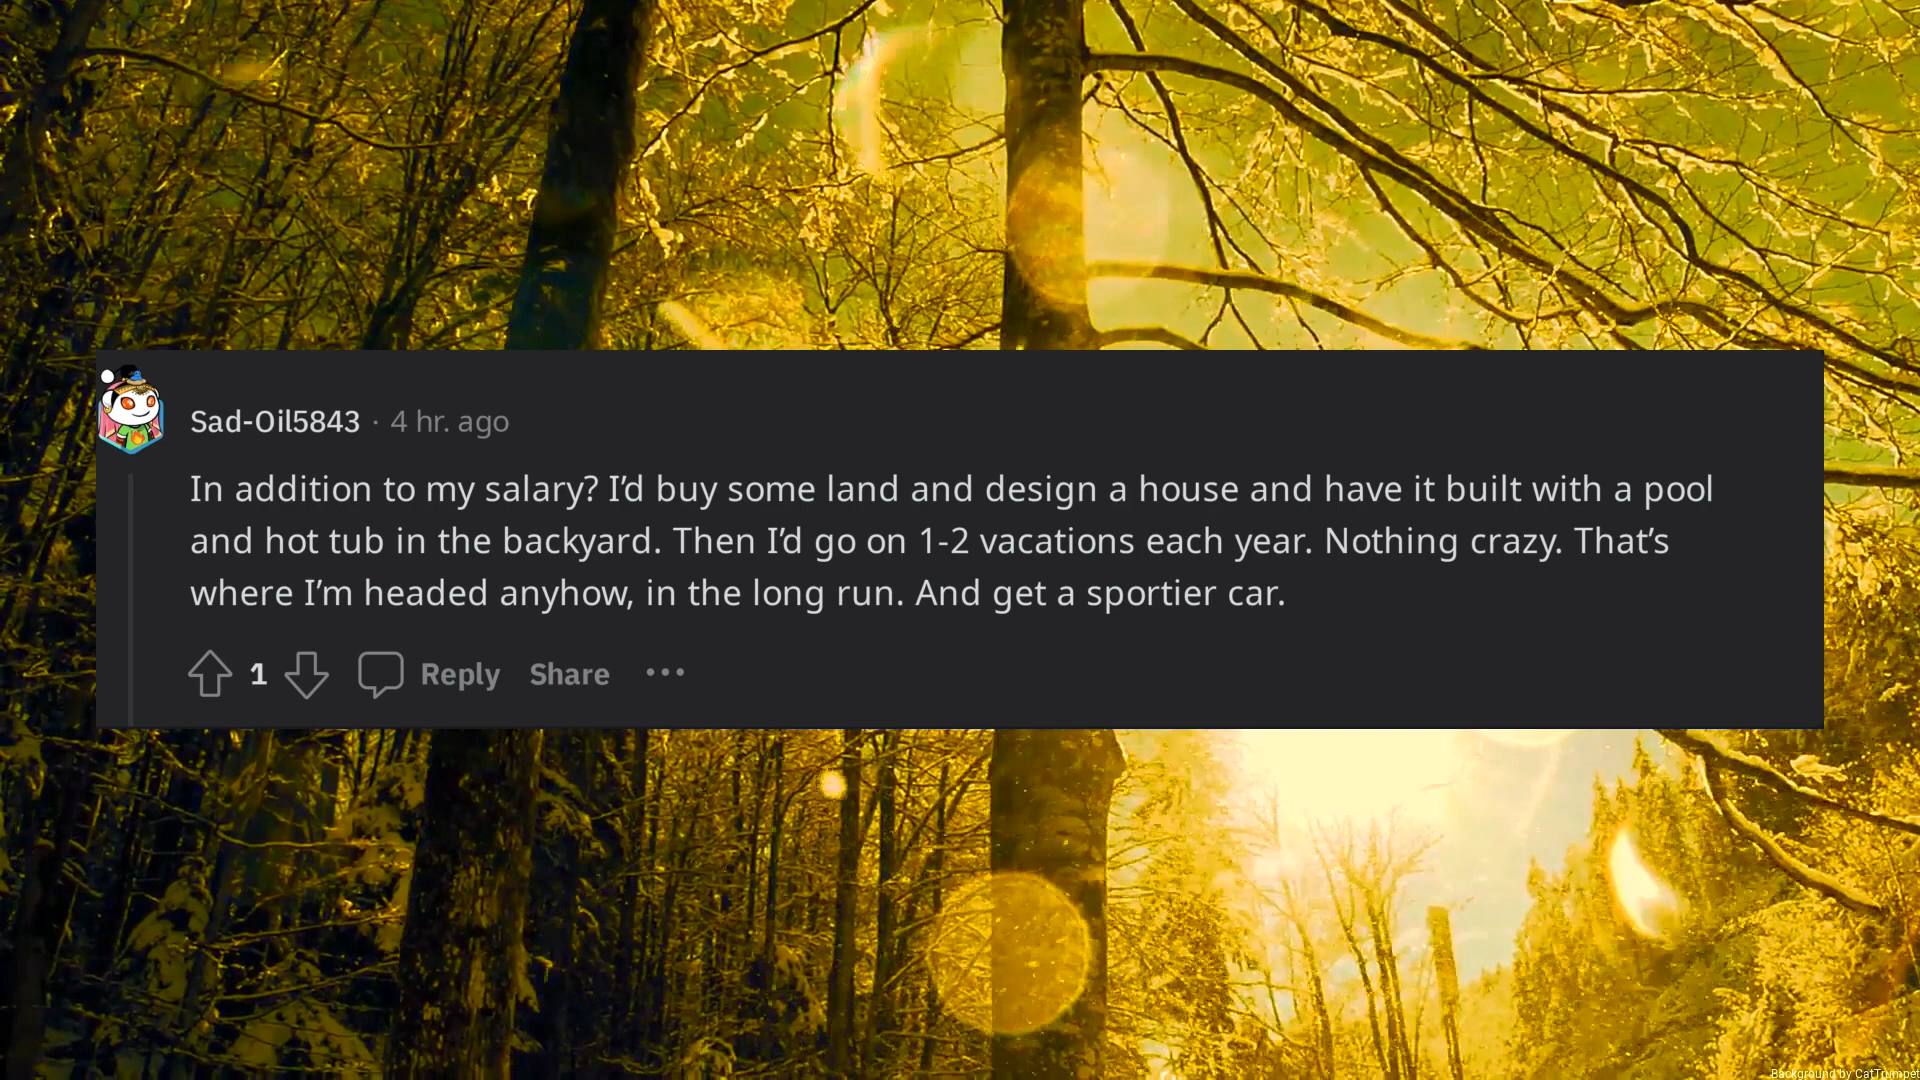 Sad-Oil5843 · 4 hr. ago
In addition to my salary? I’d buy some land and design a house and have it built with a pool
and hot tub in the backyard. Then I’d go on 1-2 vacations each year. Nothing crazy. That’s
where I’m headed anyhow, in the long run. And get a sportier car.
1 Reply Share ···
Background by CatTrumpet